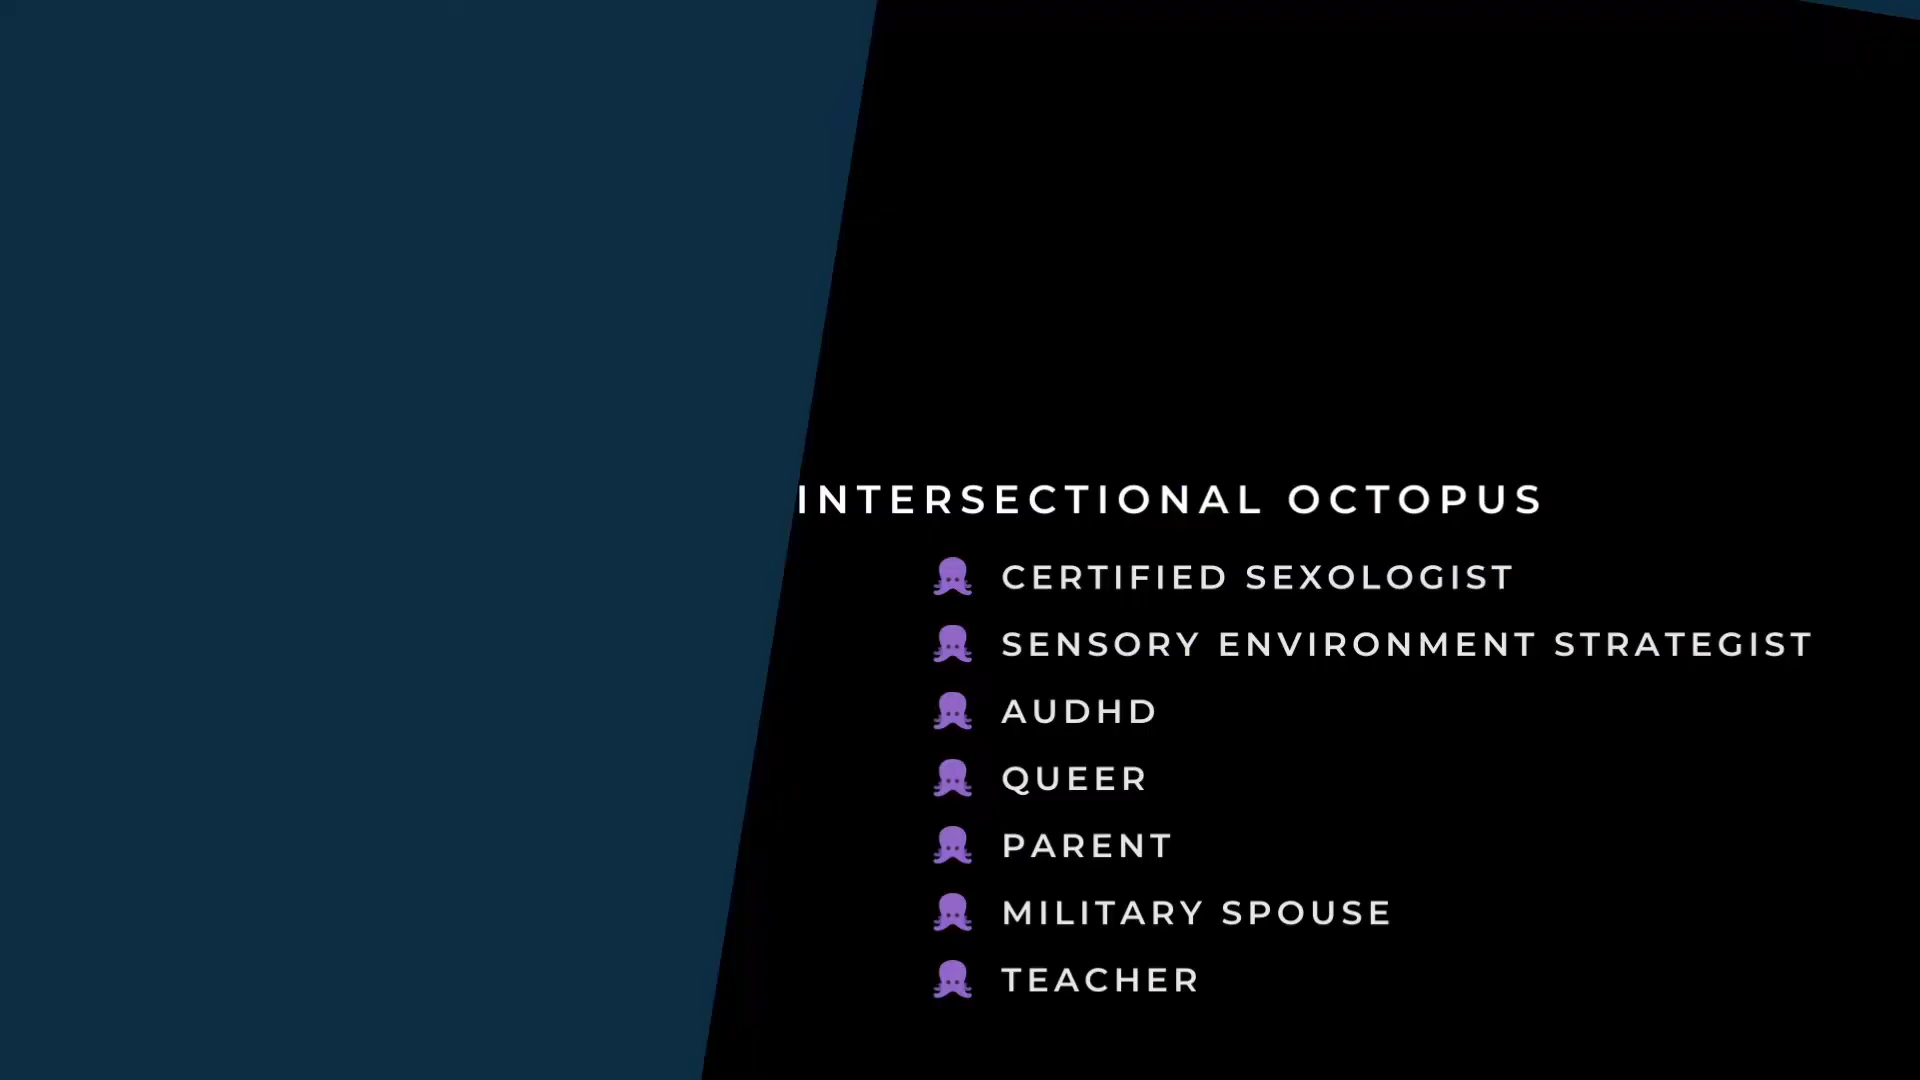 INTERSECTIONAL OCTOPUS
CERTIFIED SEXOLOGIST
SENSORY ENVIRONMENT STRATEGIST
AUDHD
QUEER
PARENT
MILITARY SPOUSE
TEACHER